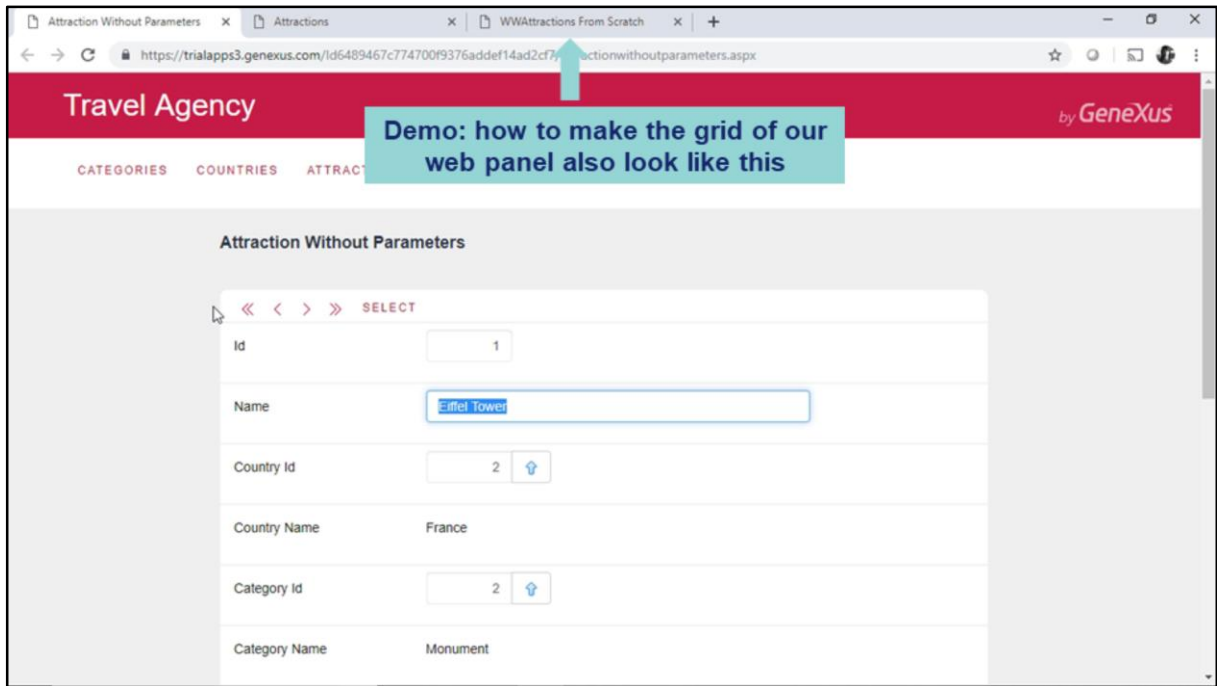 Attraction Without Parameters
Attractions
WWAttractions From Scratch
https://trialapps3.genexus.com/Id6489467c774700f9376addef14ad2cf7/ ctionwithoutparameters.aspx
Travel Agency
by GeneXus
Demo: how to make the grid of our
web panel also look like this
CATEGORIES COUNTRIES ATTRAC
Attraction Without Parameters
SELECT
Id 1
Name Eiffel Tower
Country Id 2
Country Name France
Category Id 2
Category Name Monument